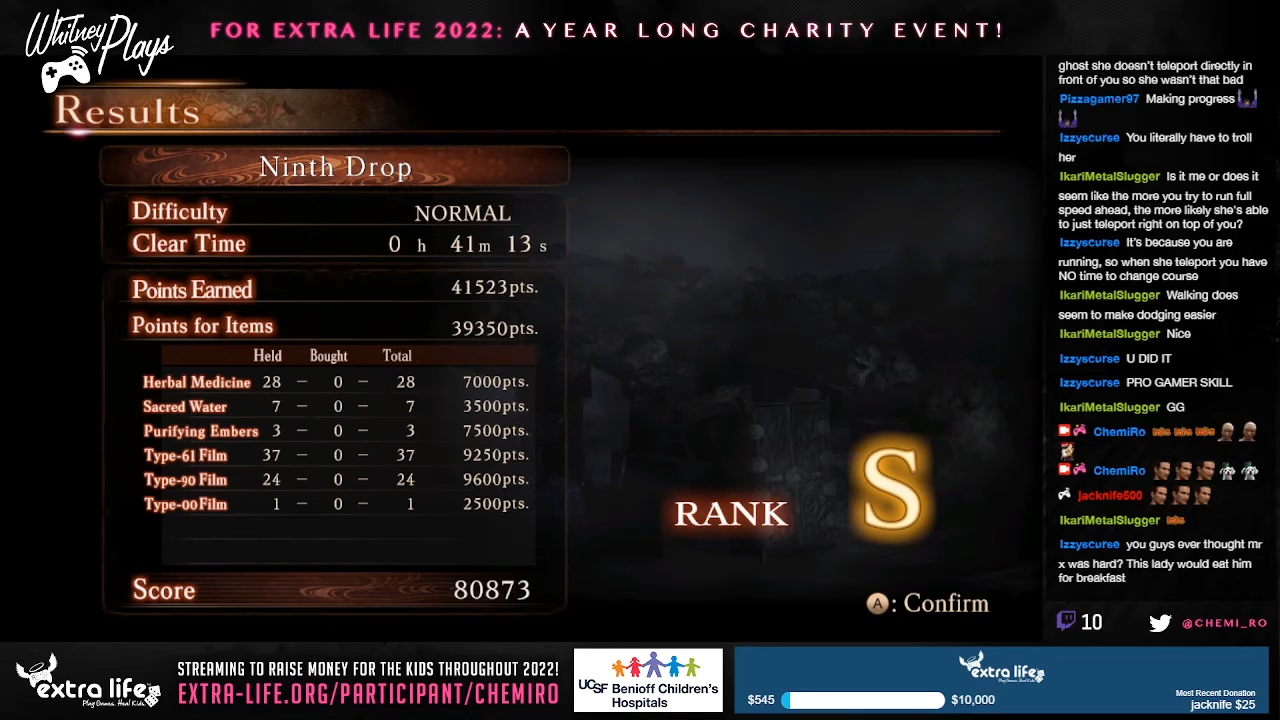 Whitney Plays
FOR EXTRA LIFE 2022: A YEAR LONG CHARITY EVENT!
Results
Ninth Drop
Difficulty NORMAL
Clear Time 0 h 41 m 13 s
Points Earned 41523pts.
Points for Items 39350pts.
Held Bought Total
Herbal Medicine 28 – 0 – 28 7000pts.
Sacred Water 7 – 0 – 7 3500pts.
Purifying Embers 3 – 0 – 3 7500pts.
Type-61 Film 37 – 0 – 37 9250pts.
Type-90 Film 24 – 0 – 24 9600pts.
Type-00 Film 1 – 0 – 1 2500pts.
Score 80873
RANK S
A : Confirm
ghost she doesn't teleport directly in
front of you so she wasn't that bad
Pizzagamer97 Making progress
Izzyscurse You literally have to troll
her
IkariMetalSlugger Is it me or does it
seem like the more you try to run full
speed ahead, the more likely she's able
to just teleport right on top of you?
Izzyscurse It's because you are
running, so when she teleport you have
NO time to change course
IkariMetalSlugger Walking does
seem to make dodging easier
IkariMetalSlugger Nice
Izzyscurse U DID IT
Izzyscurse PRO GAMER SKILL
IkariMetalSlugger GG
ChemiRo
ChemiRo
jacknife500
IkariMetalSlugger
Izzyscurse you guys ever thought mr
x was hard? This lady would eat him
for breakfast
10 @CHEMI_RO
extra life
Play Games. Heal Kids.
STREAMING TO RAISE MONEY FOR THE KIDS THROUGHOUT 2022!
EXTRA-LIFE.ORG/PARTICIPANT/CHEMIRO
UCSF Benioff Children's
Hospitals
extra life
$545 $10,000
Most Recent Donation
jacknife $25